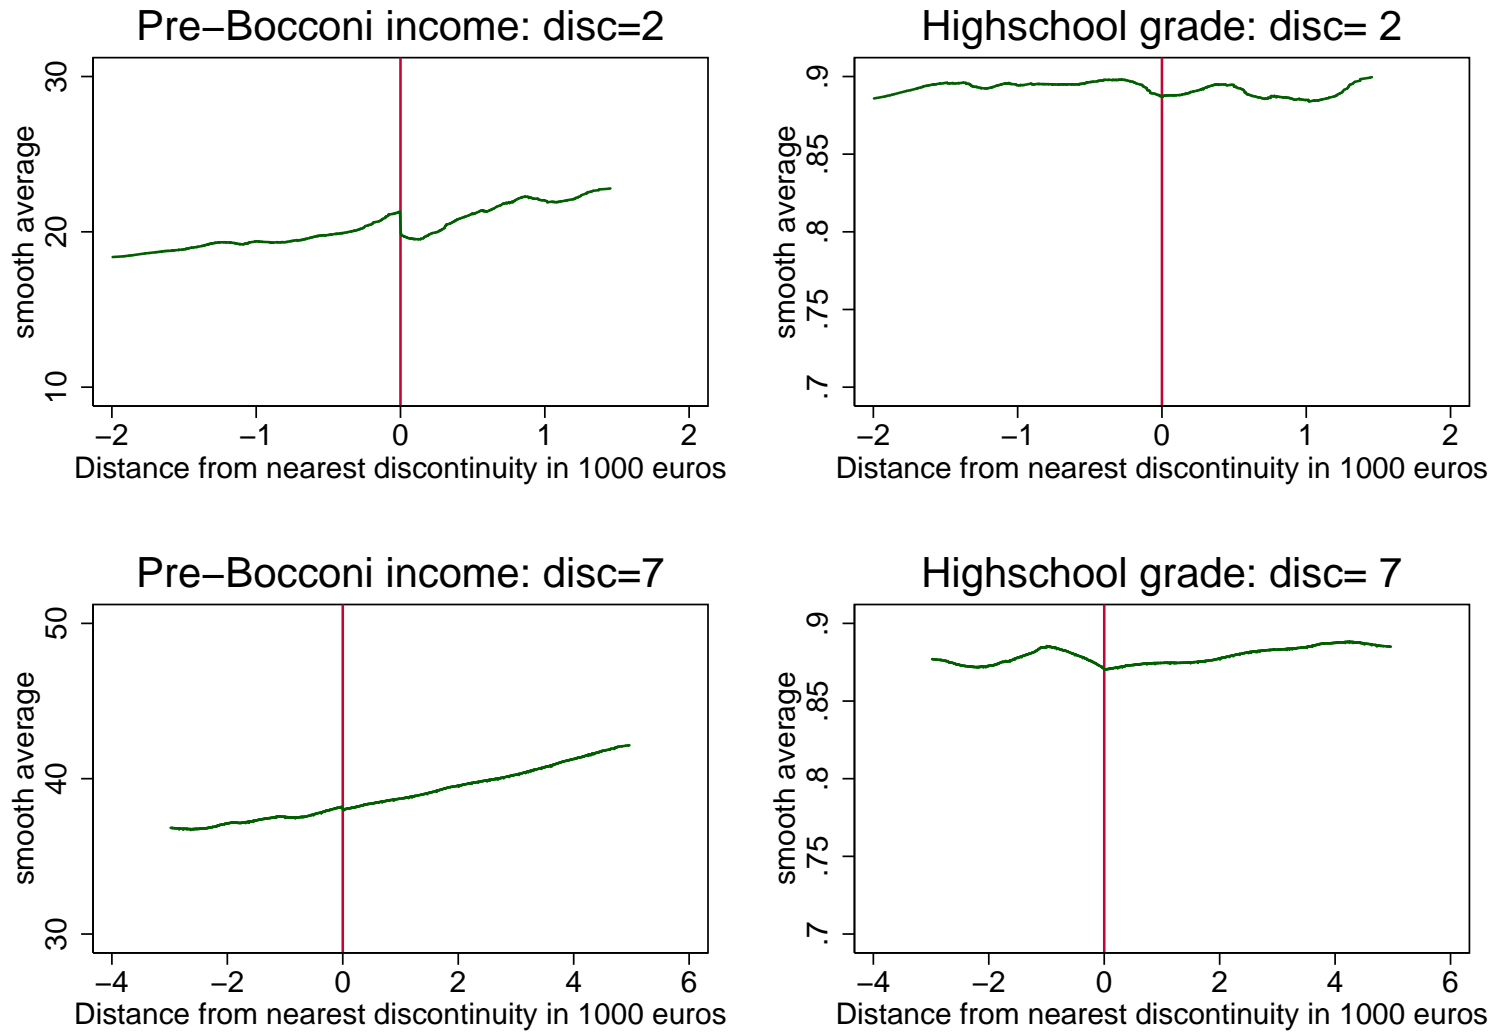 Pre−Bocconi income: disc=2
smooth average
30
20
10
−2 −1 0 1 2
Distance from nearest discontinuity in 1000 euros
Highschool grade: disc= 2
smooth average
.9
.85
.8
.75
.7
−2 −1 0 1 2
Distance from nearest discontinuity in 1000 euros
Pre−Bocconi income: disc=7
smooth average
50
40
30
−4 −2 0 2 4 6
Distance from nearest discontinuity in 1000 euros
Highschool grade: disc= 7
smooth average
.9
.85
.8
.75
.7
−4 −2 0 2 4 6
Distance from nearest discontinuity in 1000 euros